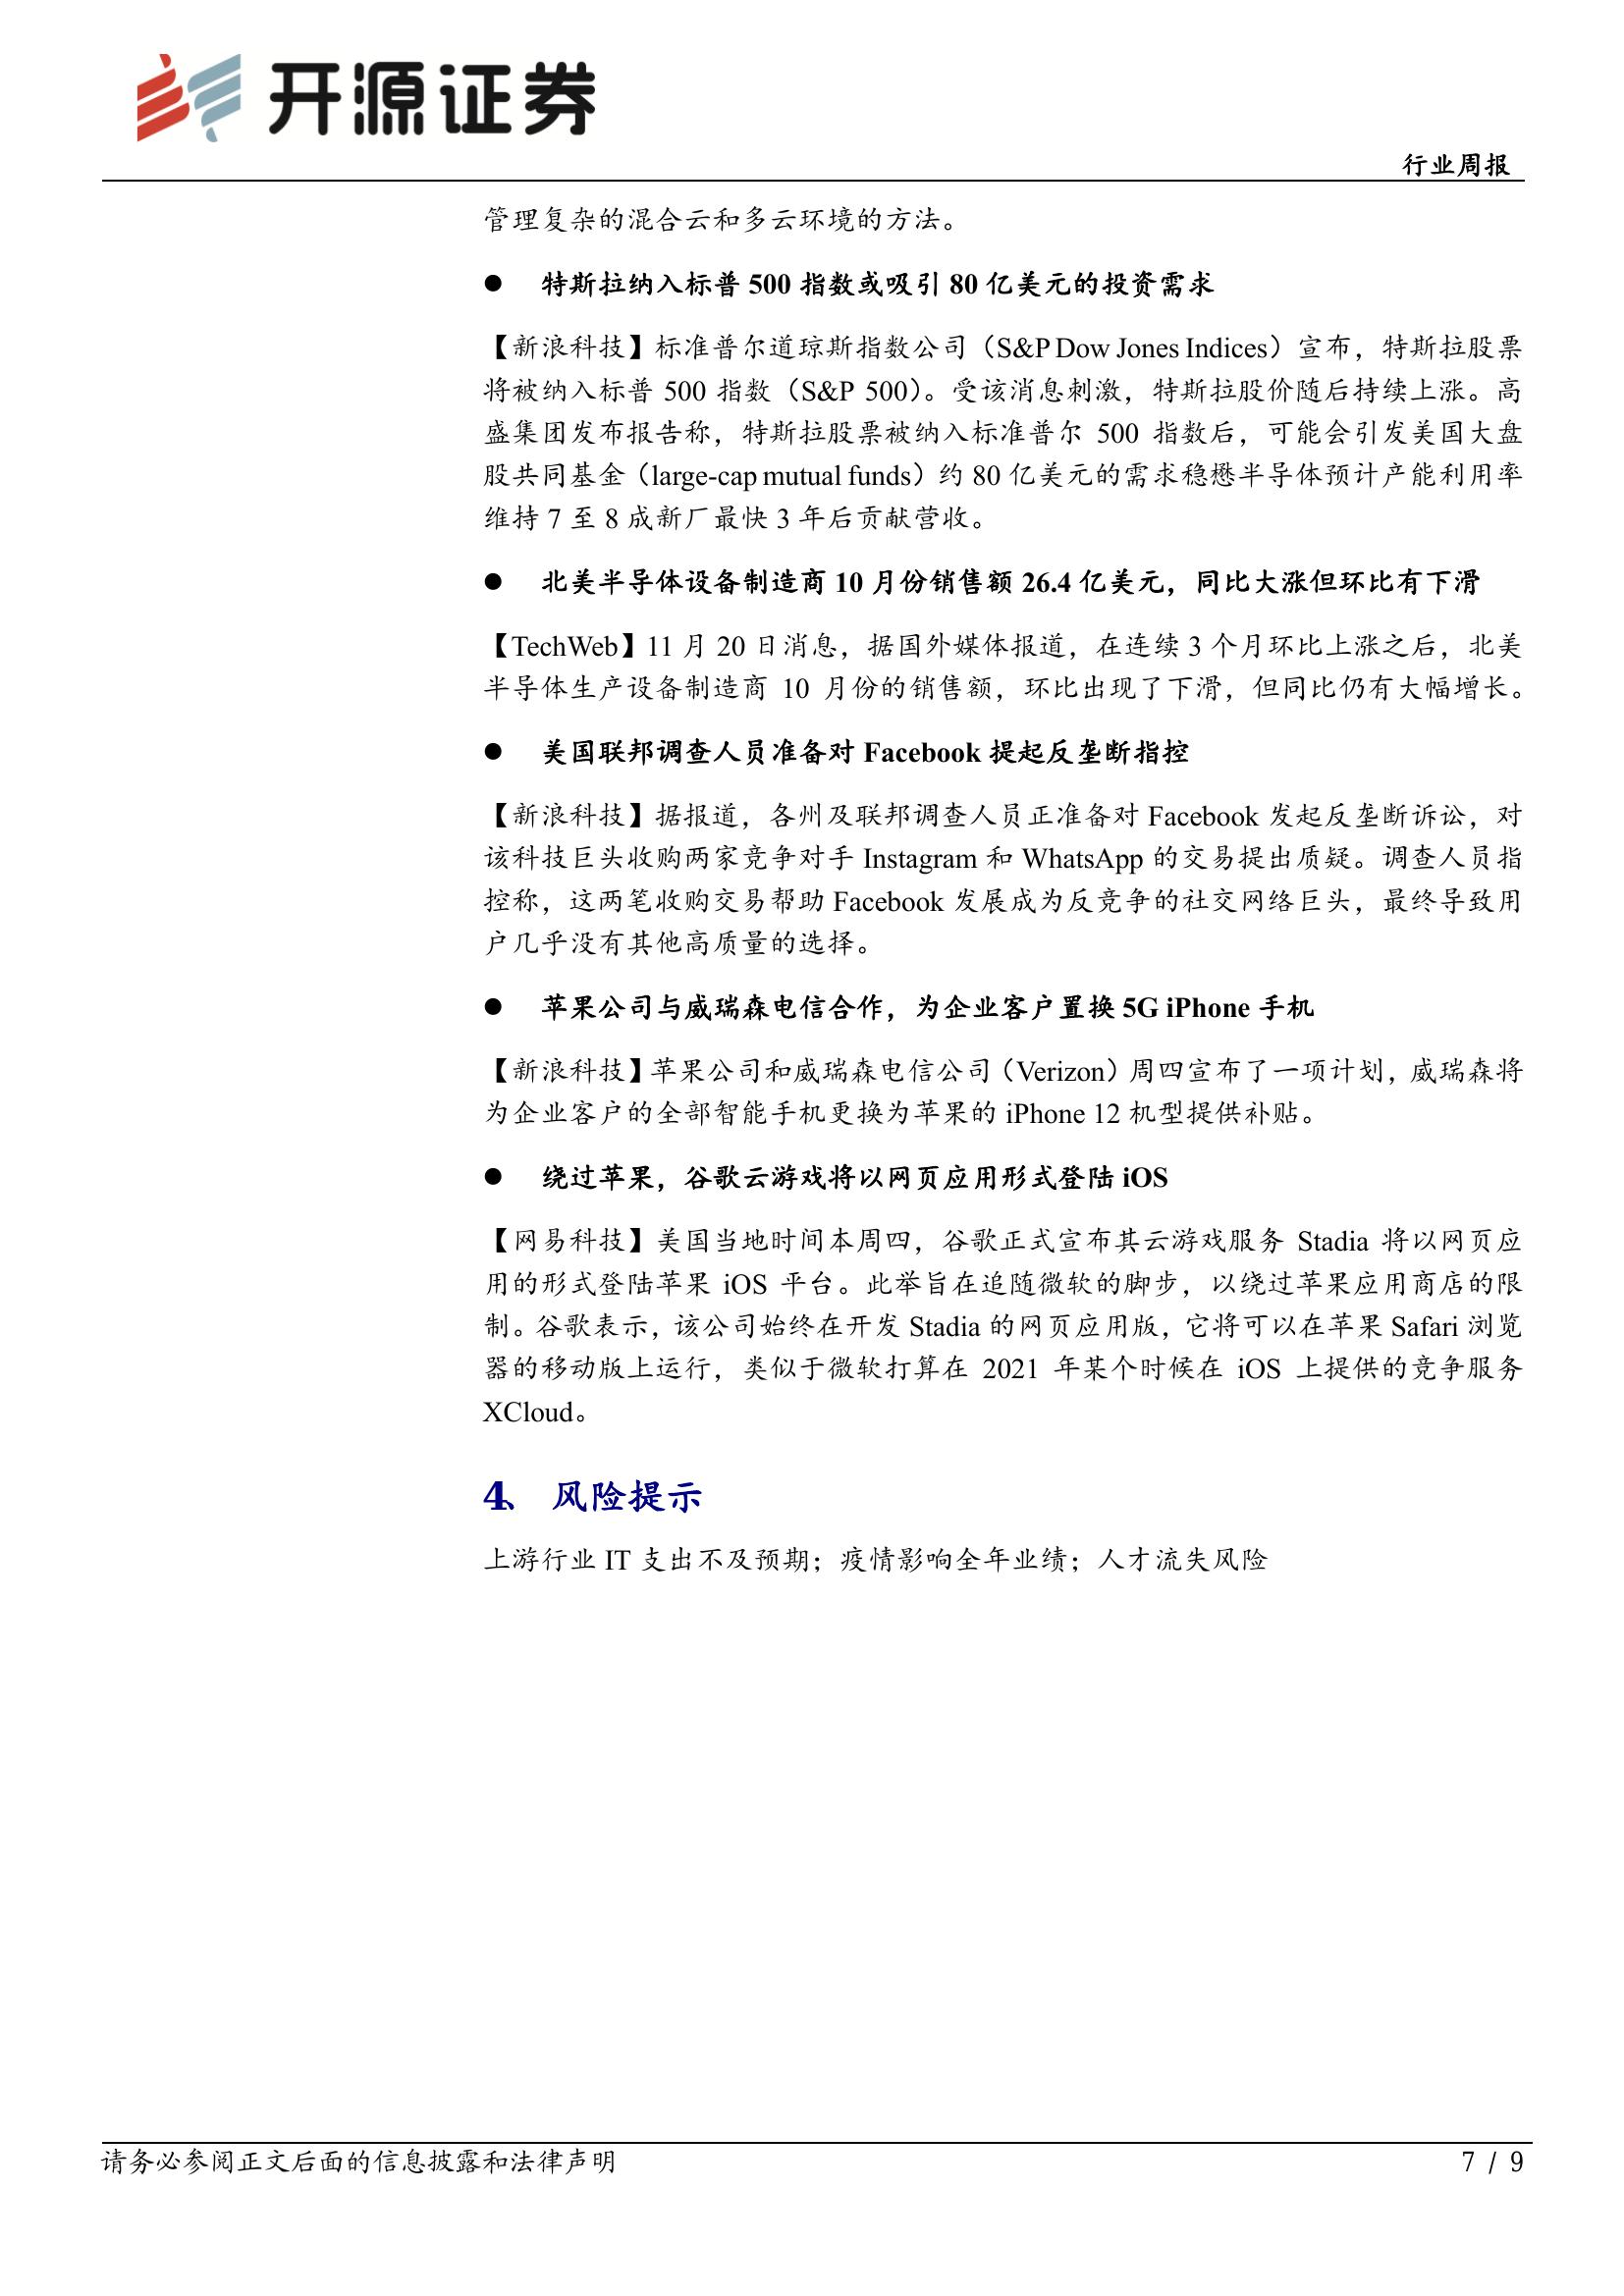 开源证券
行业周报
管理复杂的混合云和多云环境的方法。
● 特斯拉纳入标普 500 指数或吸引 80 亿美元的投资需求
【新浪科技】标准普尔道琼斯指数公司（S&P Dow Jones Indices）宣布，特斯拉股票
将被纳入标普 500 指数（S&P 500）。受该消息刺激，特斯拉股价随后持续上涨。高
盛集团发布报告称，特斯拉股票被纳入标准普尔 500 指数后，可能会引发美国大盘
股共同基金（large-cap mutual funds）约 80 亿美元的需求稳懋半导体预计产能利用率
维持 7 至 8 成新厂最快 3 年后贡献营收。
● 北美半导体设备制造商 10 月份销售额 26.4 亿美元，同比大涨但环比有下滑
【TechWeb】11 月 20 日消息，据国外媒体报道，在连续 3 个月环比上涨之后，北美
半导体生产设备制造商 10 月份的销售额，环比出现了下滑，但同比仍有大幅增长。
● 美国联邦调查人员准备对 Facebook 提起反垄断指控
【新浪科技】据报道，各州及联邦调查人员正准备对 Facebook 发起反垄断诉讼，对
该科技巨头收购两家竞争对手 Instagram 和 WhatsApp 的交易提出质疑。调查人员指
控称，这两笔收购交易帮助 Facebook 发展成为反竞争的社交网络巨头，最终导致用
户几乎没有其他高质量的选择。
● 苹果公司与威瑞森电信合作，为企业客户置换 5G iPhone 手机
【新浪科技】苹果公司和威瑞森电信公司（Verizon）周四宣布了一项计划，威瑞森将
为企业客户的全部智能手机更换为苹果的 iPhone 12 机型提供补贴。
● 绕过苹果，谷歌云游戏将以网页应用形式登陆 iOS
【网易科技】美国当地时间本周四，谷歌正式宣布其云游戏服务 Stadia 将以网页应
用的形式登陆苹果 iOS 平台。此举旨在追随微软的脚步，以绕过苹果应用商店的限
制。谷歌表示，该公司始终在开发 Stadia 的网页应用版，它将可以在苹果 Safari 浏览
器的移动版上运行，类似于微软打算在 2021 年某个时候在 iOS 上提供的竞争服务
XCloud。
4、 风险提示
上游行业 IT 支出不及预期；疫情影响全年业绩；人才流失风险
请务必参阅正文后面的信息披露和法律声明
7 / 9